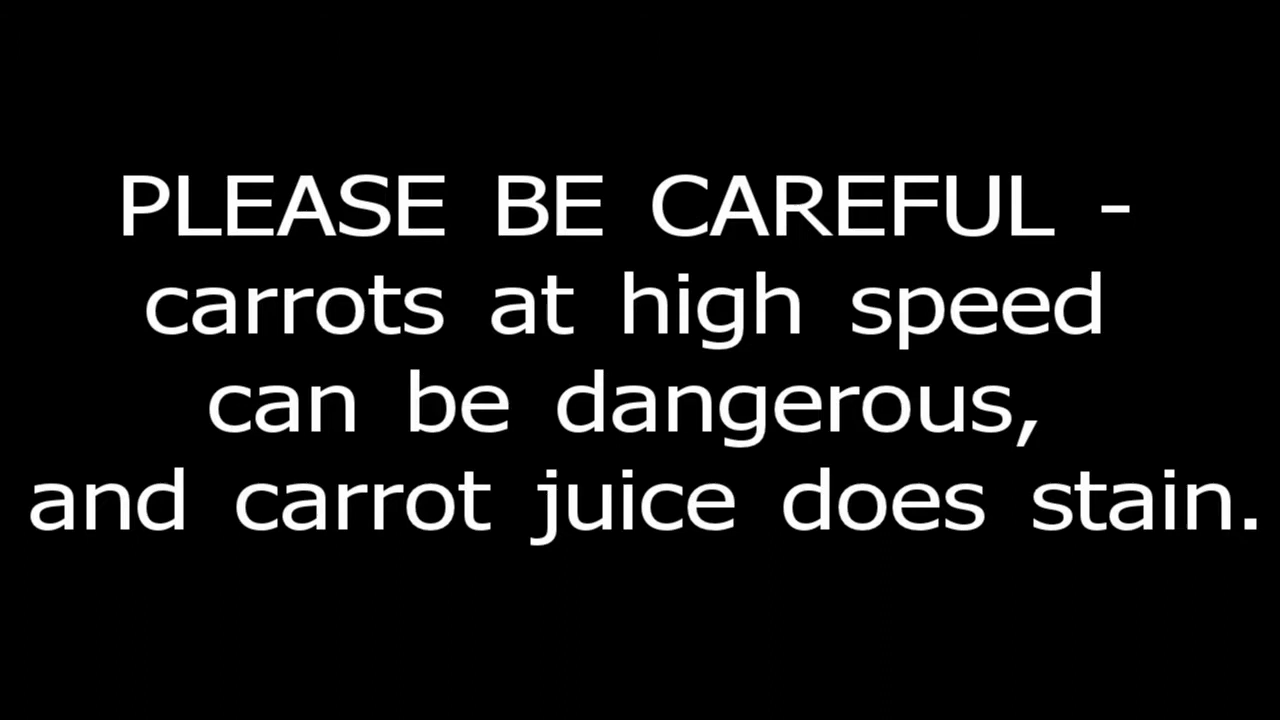 PLEASE BE CAREFUL -
carrots at high speed
can be dangerous,
and carrot juice does stain.